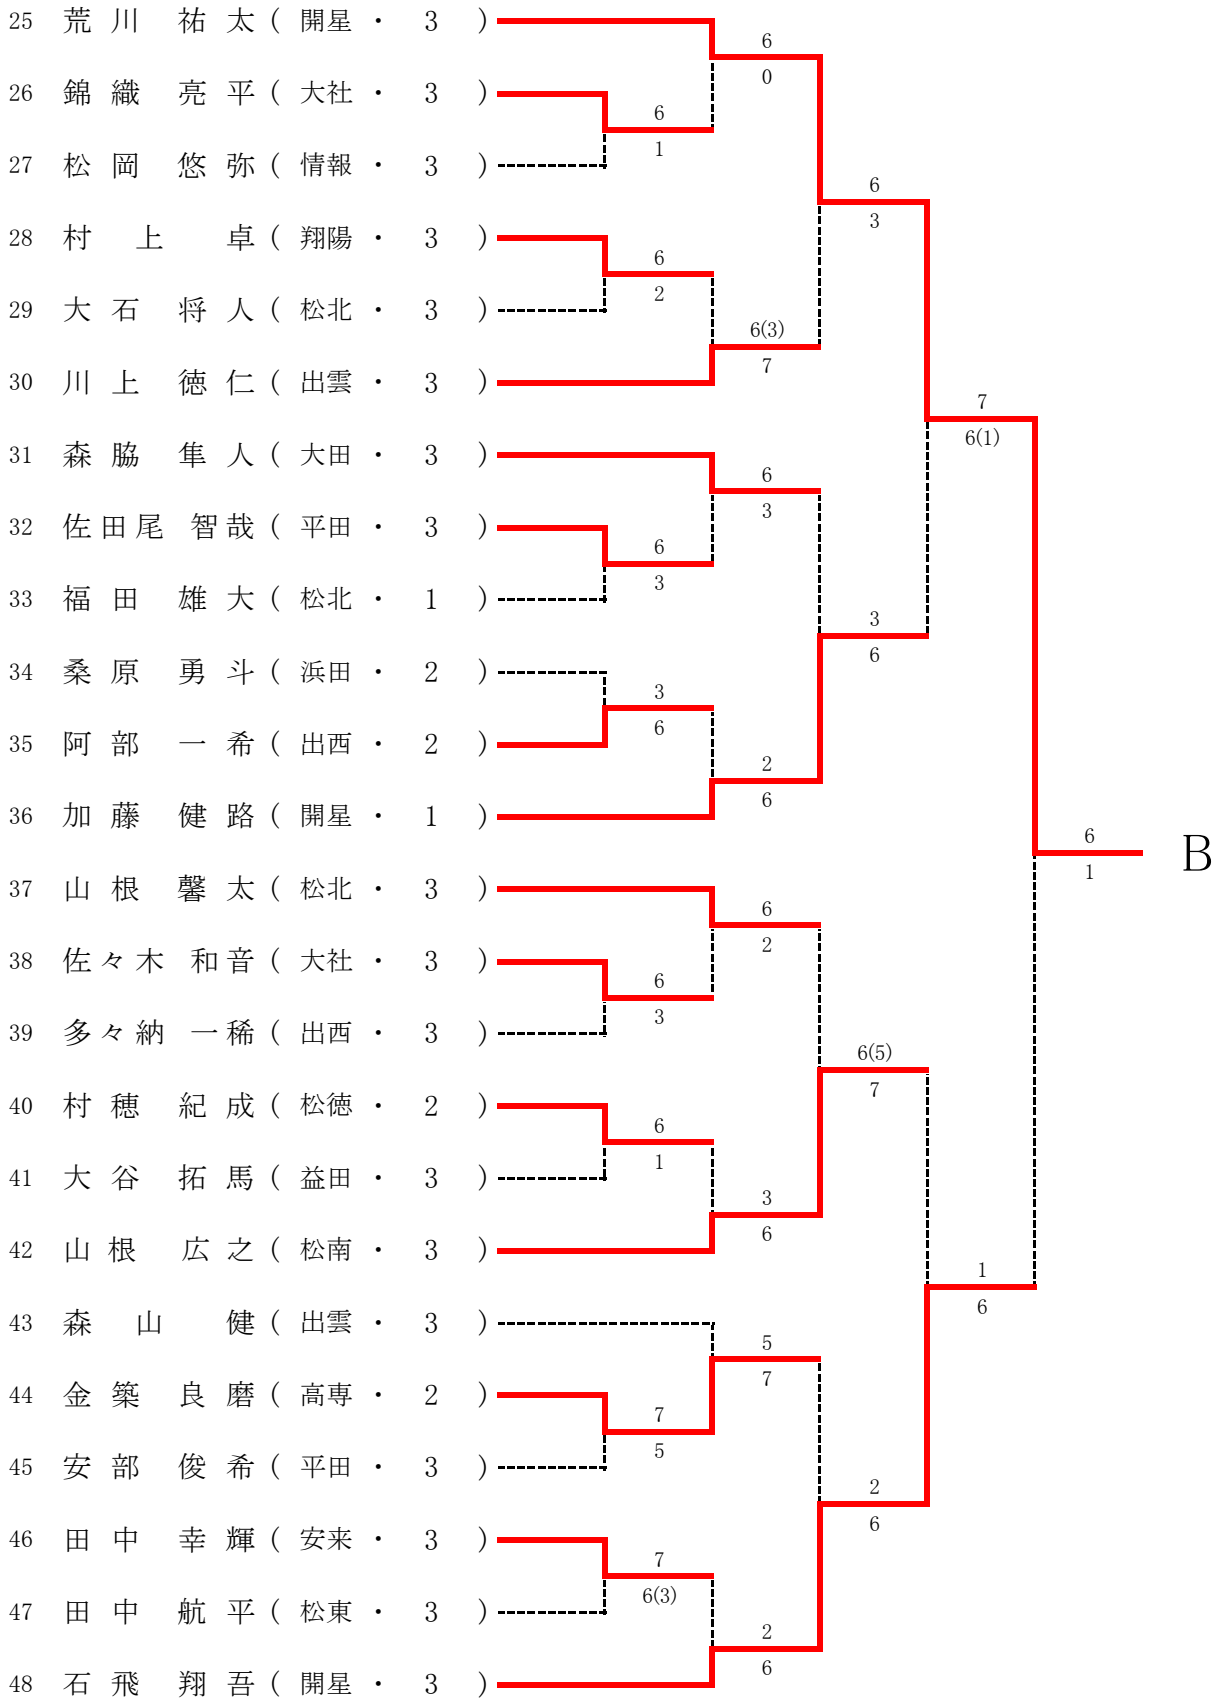 25 荒川 祐太 ( 開星 ・ 3 )
6
0
26 錦織 亮平 ( 大社 ・ 3 )
6
1
27 松岡 悠弥 ( 情報 ・ 3 )
6
3
28 村上 卓 ( 翔陽 ・ 3 )
6
2
29 大石 将人 ( 松北 ・ 3 )
6(3)
7
30 川上 徳仁 ( 出雲 ・ 3 )
7
6(1)
31 森脇 隼人 ( 大田 ・ 3 )
6
3
32 佐田尾 智哉 ( 平田 ・ 3 )
6
3
33 福田 雄大 ( 松北 ・ 1 )
3
6
34 桑原 勇斗 ( 浜田 ・ 2 )
3
6
35 阿部 一希 ( 出西 ・ 2 )
2
6
36 加藤 健路 ( 開星 ・ 1 )
6
1
B
37 山根 馨太 ( 松北 ・ 3 )
6
2
38 佐々木 和音 ( 大社 ・ 3 )
6
3
39 多々納 一稀 ( 出西 ・ 3 )
6(5)
7
40 村穂 紀成 ( 松徳 ・ 2 )
6
1
41 大谷 拓馬 ( 益田 ・ 3 )
3
6
42 山根 広之 ( 松南 ・ 3 )
1
6
43 森山 健 ( 出雲 ・ 3 )
5
7
44 金築 良磨 ( 高専 ・ 2 )
7
5
45 安部 俊希 ( 平田 ・ 3 )
2
6
46 田中 幸輝 ( 安来 ・ 3 )
7
6(3)
47 田中 航平 ( 松東 ・ 3 )
2
6
48 石飛 翔吾 ( 開星 ・ 3 )